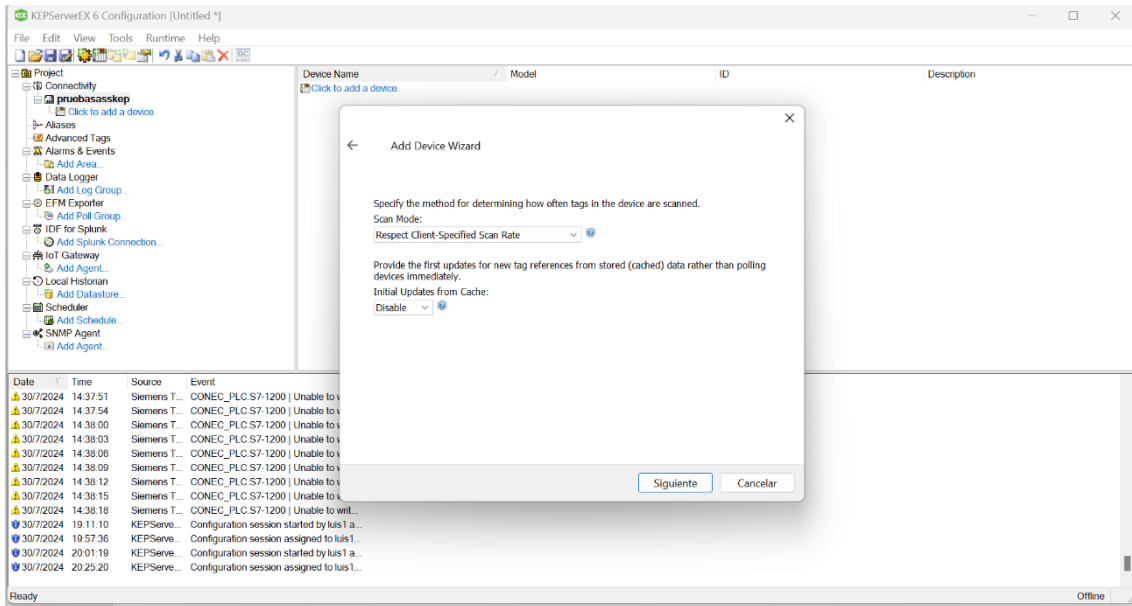 KEPServerEX 6 Configuration [Untitled *]
File Edit View Tools Runtime Help
Project
Connectivity
pruebasasskep
Click to add a device.
Aliases
Advanced Tags
Alarms & Events
Add Area...
Data Logger
Add Log Group...
EFM Exporter
Add Poll Group...
IDF for Splunk
Add Splunk Connection...
IoT Gateway
Add Agent...
Local Historian
Add Datastore...
Scheduler
Add Schedule...
SNMP Agent
Add Agent...
Device Name Model ID Description
Click to add a device.
Add Device Wizard
Specify the method for determining how often tags in the device are scanned.
Scan Mode:
Respect Client-Specified Scan Rate
Provide the first updates for new tag references from stored (cached) data rather than polling
devices immediately.
Initial Updates from Cache:
Disable
Siguiente Cancelar
Date Time Source Event
30/7/2024 14:37:51 Siemens T... CONEC_PLC.S7-1200 | Unable to
30/7/2024 14:37:54 Siemens T... CONEC_PLC.S7-1200 | Unable to
30/7/2024 14:38:00 Siemens T... CONEC_PLC.S7-1200 | Unable to
30/7/2024 14:38:03 Siemens T... CONEC_PLC.S7-1200 | Unable to
30/7/2024 14:38:06 Siemens T... CONEC_PLC.S7-1200 | Unable to
30/7/2024 14:38:09 Siemens T... CONEC_PLC.S7-1200 | Unable to
30/7/2024 14:38:12 Siemens T... CONEC_PLC.S7-1200 | Unable to
30/7/2024 14:38:15 Siemens T... CONEC_PLC.S7-1200 | Unable to
30/7/2024 14:38:18 Siemens T... CONEC_PLC.S7-1200 | Unable to writ...
30/7/2024 19:11:10 KEPServe... Configuration session started by luis1 a...
30/7/2024 19:57:36 KEPServe... Configuration session assigned to luis1...
30/7/2024 20:01:19 KEPServe... Configuration session started by luis1 a...
30/7/2024 20:25:20 KEPServe... Configuration session assigned to luis1...
Ready Offline